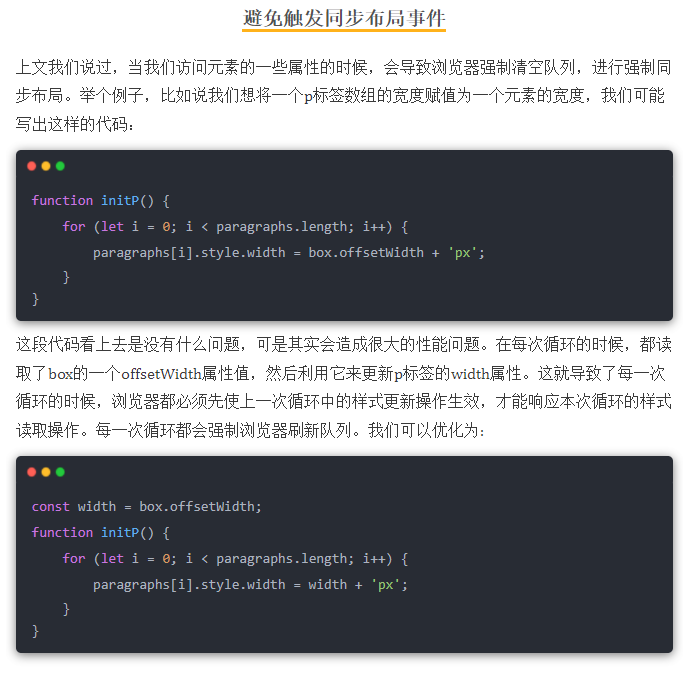 避免触发同步布局事件
上文我们说过，当我们访问元素的一些属性的时候，会导致浏览器强制清空队列，进行强制同
步布局。举个例子，比如说我们想将一个p标签数组的宽度赋值为一个元素的宽度，我们可能
写出这样的代码：
function initP() {
    for (let i = 0; i < paragraphs.length; i++) {
        paragraphs[i].style.width = box.offsetWidth + 'px';
    }
}
这段代码看上去是没有什么问题，可是其实会造成很大的性能问题。在每次循环的时候，都读
取了box的一个offsetWidth属性值，然后利用它来更新p标签的width属性。这就导致了每一次
循环的时候，浏览器都必须先使上一次循环中的样式更新操作生效，才能响应本次循环的样式
读取操作。每一次循环都会强制浏览器刷新队列。我们可以优化为:
const width = box.offsetWidth;
function initP() {
    for (let i = 0; i < paragraphs.length; i++) {
        paragraphs[i].style.width = width + 'px';
    }
}